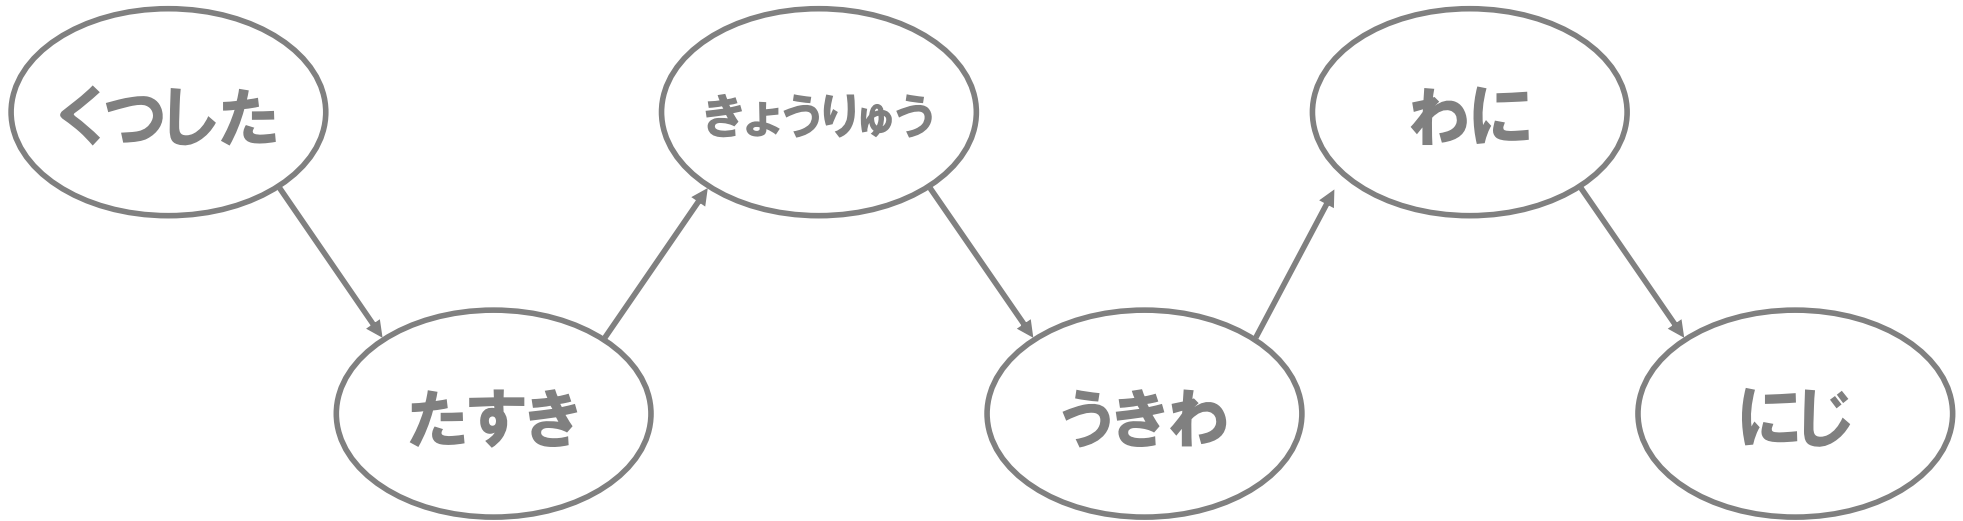 くつした
たすき
きょうりゅう
うきわ
わに
にじ